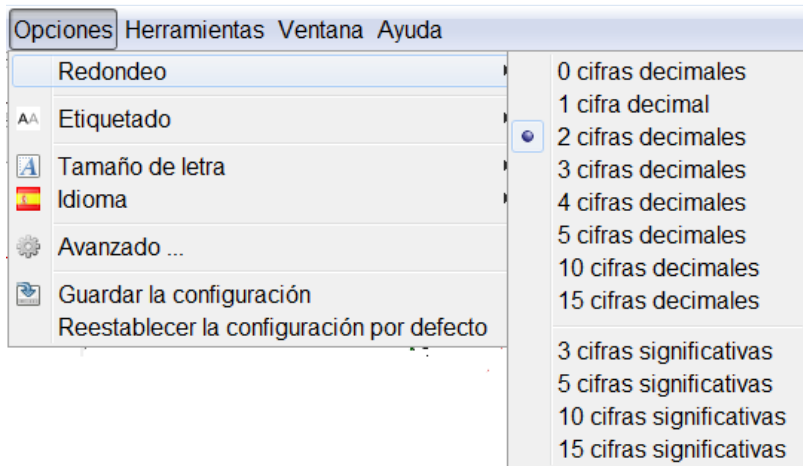 Opciones Herramientas Ventana Ayuda
Redondeo
AA Etiquetado
A Tamaño de letra
Idioma
Avanzado ...
Guardar la configuración
Reestablecer la configuración por defecto
0 cifras decimales
1 cifra decimal
2 cifras decimales
3 cifras decimales
4 cifras decimales
5 cifras decimales
10 cifras decimales
15 cifras decimales
3 cifras significativas
5 cifras significativas
10 cifras significativas
15 cifras significativas